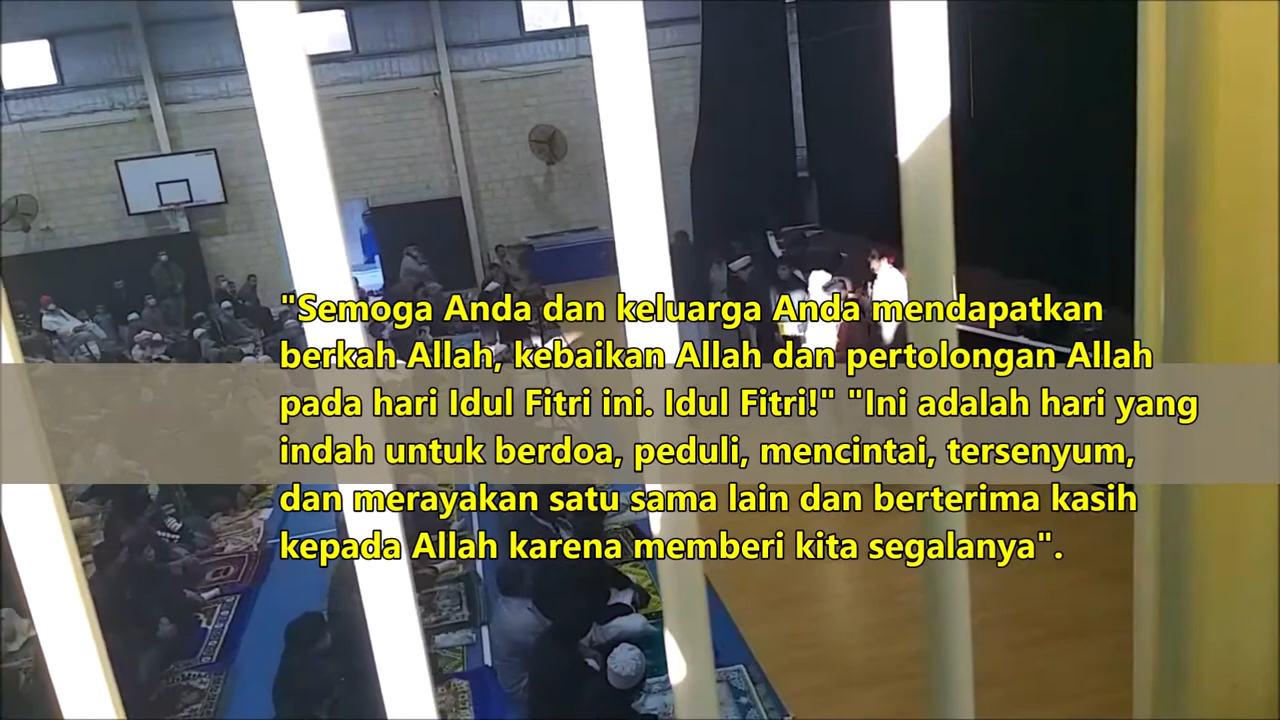 "Semoga Anda dan keluarga Anda mendapatkan
berkah Allah, kebaikan Allah dan pertolongan Allah
pada hari Idul Fitri ini. Idul Fitri!" "Ini adalah hari yang
indah untuk berdoa, peduli, mencintai, tersenyum,
dan merayakan satu sama lain dan berterima kasih
kepada Allah karena memberi kita segalanya".